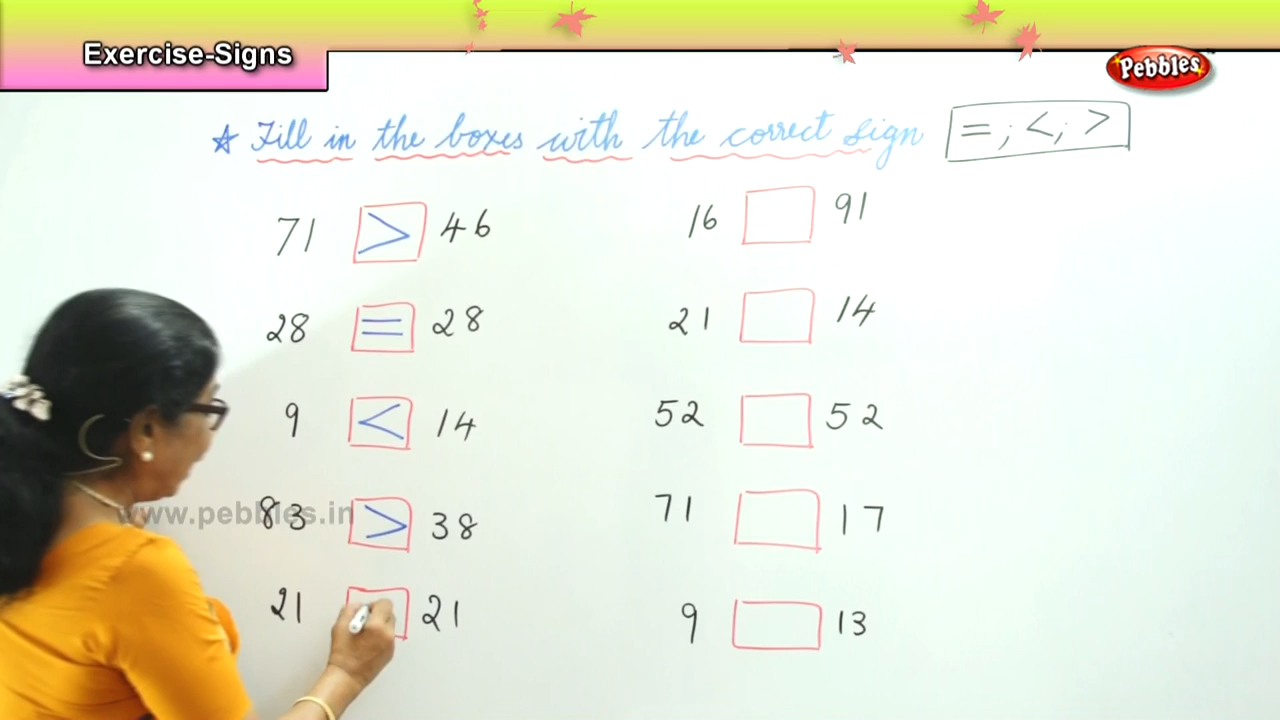 Exercise-Signs
Pebbles
☆ Fill in the boxes with the correct sign = ; < ; >
71 > 46
28 = 28
9 < 14
83 > 38
21 21
16 91
21 14
52 52
71 17
9 13
www.pebbles.in